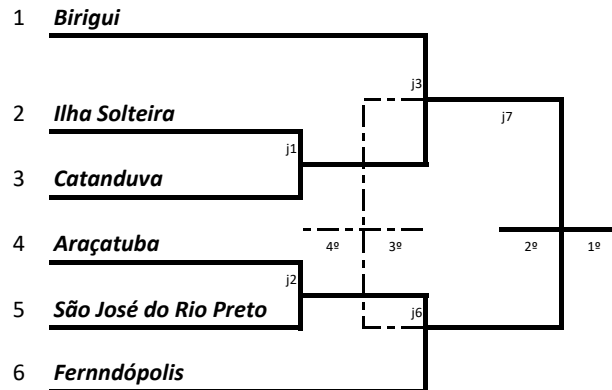 1 Birigui
j3
2 Ilha Solteira
j7
j1
3 Catanduva
4 Araçatuba
4º 3º 2º 1º
j2
5 São José do Rio Preto
j6
6 Fernndópolis